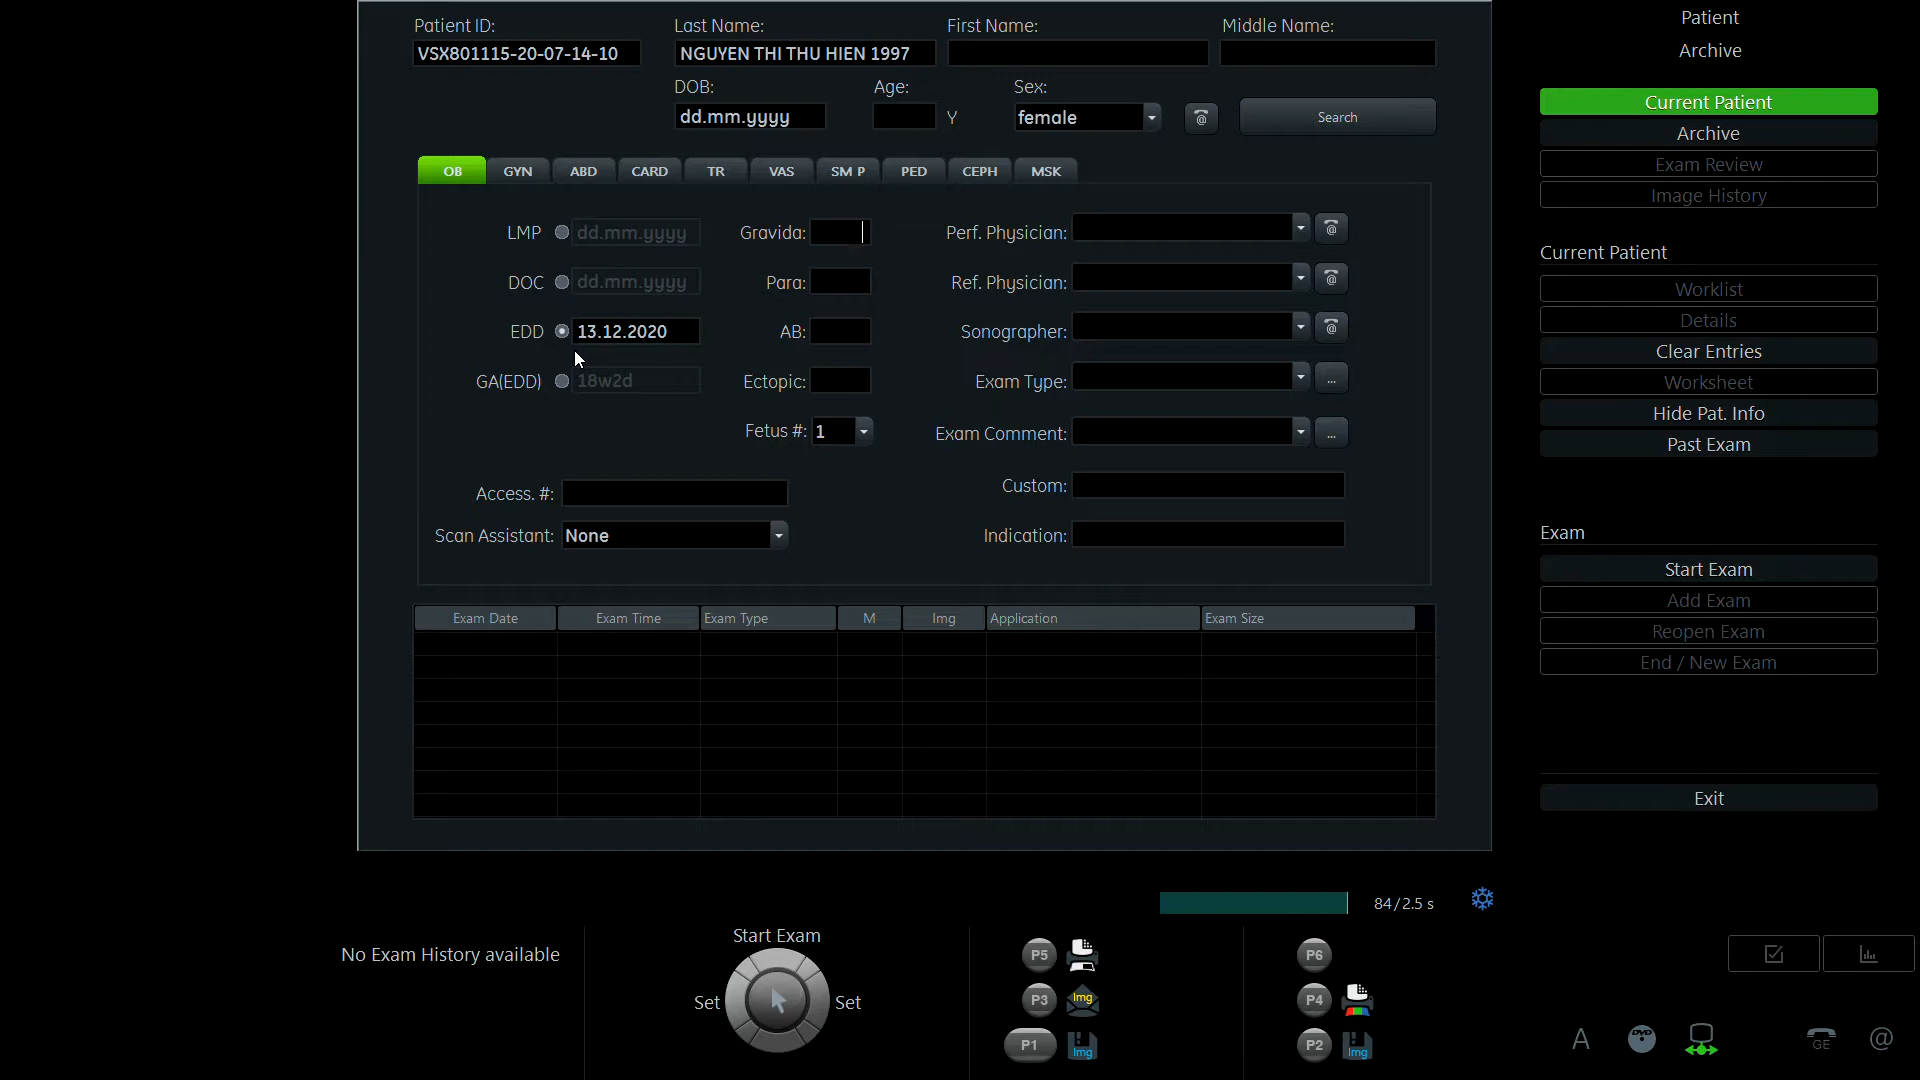 Patient ID: Last Name: First Name: Middle Name:
VSX801115-20-07-14-10 NGUYEN THI THU HIEN 1997
DOB: Age: Sex:
dd.mm.yyyy Y female @ Search
OB GYN ABD CARD TR VAS SM P PED CEPH MSK
LMP dd.mm.yyyy Gravida: Perf. Physician: @
DOC dd.mm.yyyy Para: Ref. Physician: @
EDD 13.12.2020 AB: Sonographer: @
GA(EDD) 18w2d Ectopic: Exam Type: ...
Fetus #: 1 Exam Comment: ...
Access. #: Custom:
Scan Assistant: None Indication:
Exam Date Exam Time Exam Type M Img Application Exam Size
84/2.5 s
Patient
Archive
Current Patient
Archive
Exam Review
Image History
Current Patient
Worklist
Details
Clear Entries
Worksheet
Hide Pat. Info
Past Exam
Exam
Start Exam
Add Exam
Reopen Exam
End / New Exam
Exit
No Exam History available
Start Exam
Set Set
P5
P3 Img
P1 Img
P6
P4
P2 Img
A DVD GE @